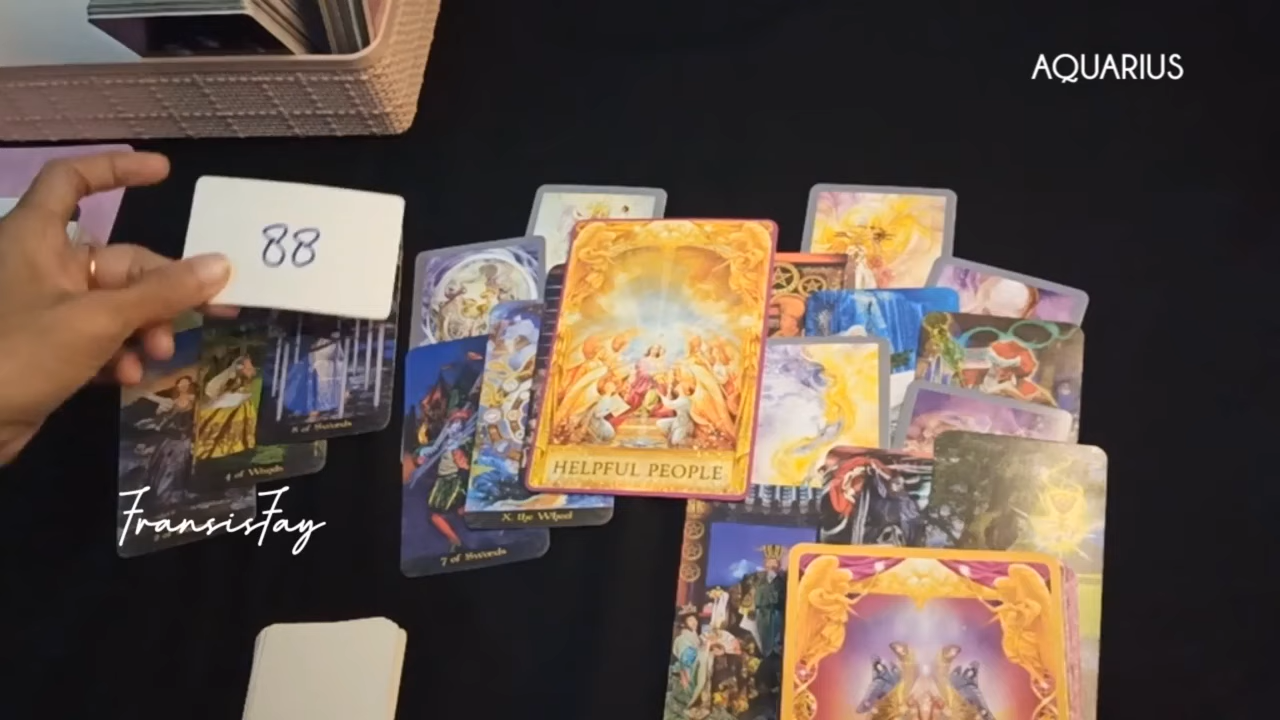 AQUARIUS
88
8 of Swords
4 of Wands
FransisFay
HELPFUL PEOPLE
X. the Wheel
7 of Swords